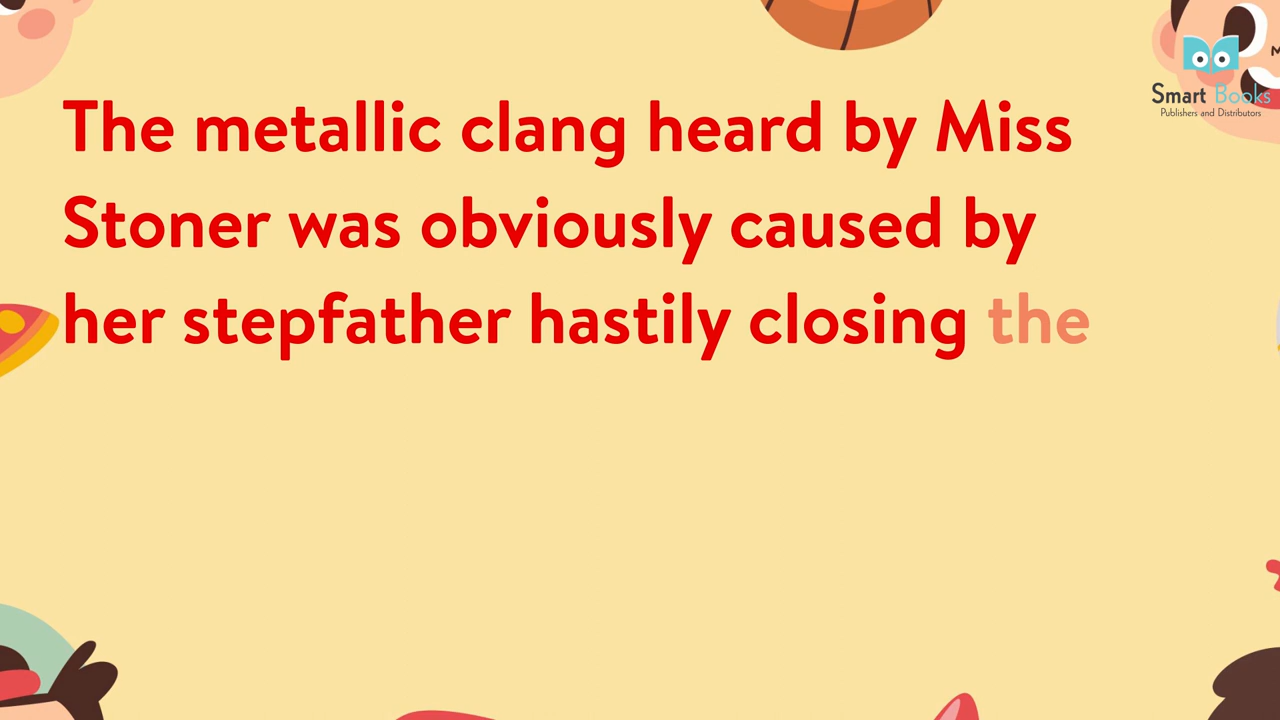 The metallic clang heard by Miss
Stoner was obviously caused by
her stepfather hastily closing the
Smart Books
Publishers and Distributors